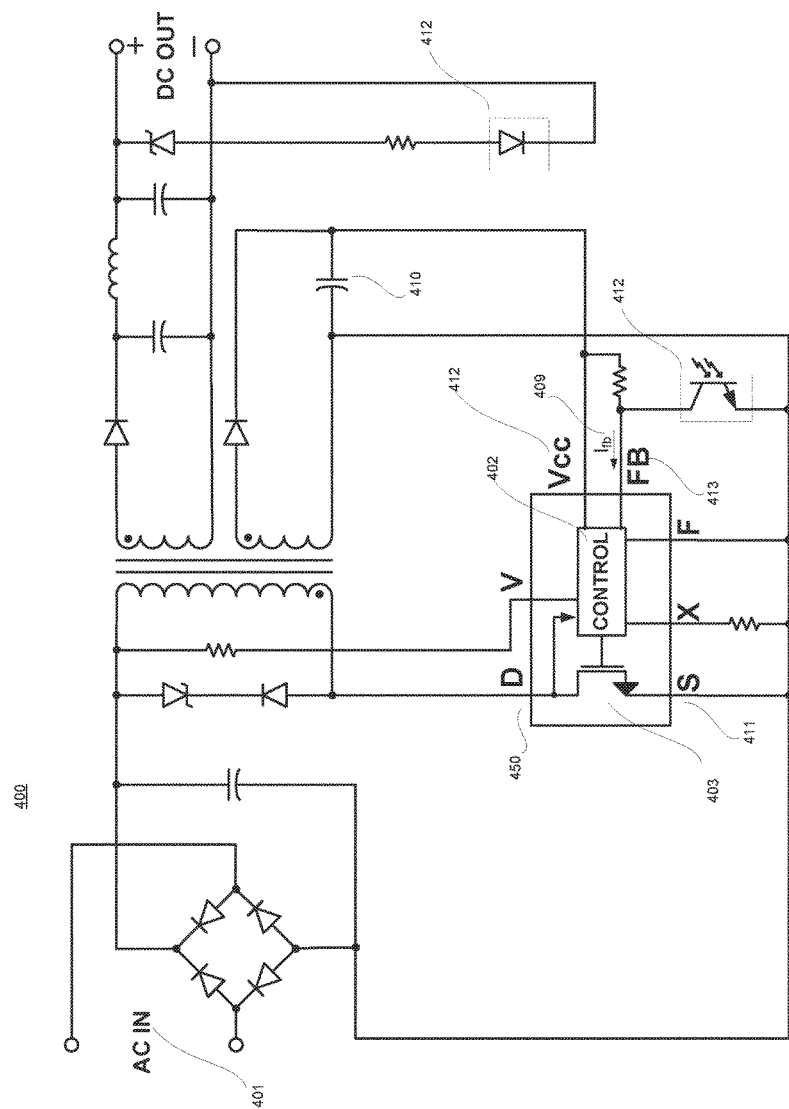 400
AC IN
401
DC OUT
+
−
412
410
412
412
409
Ifb
Vcc
402
FB
413
V
D
CONTROL
F
X
S
450
403
411